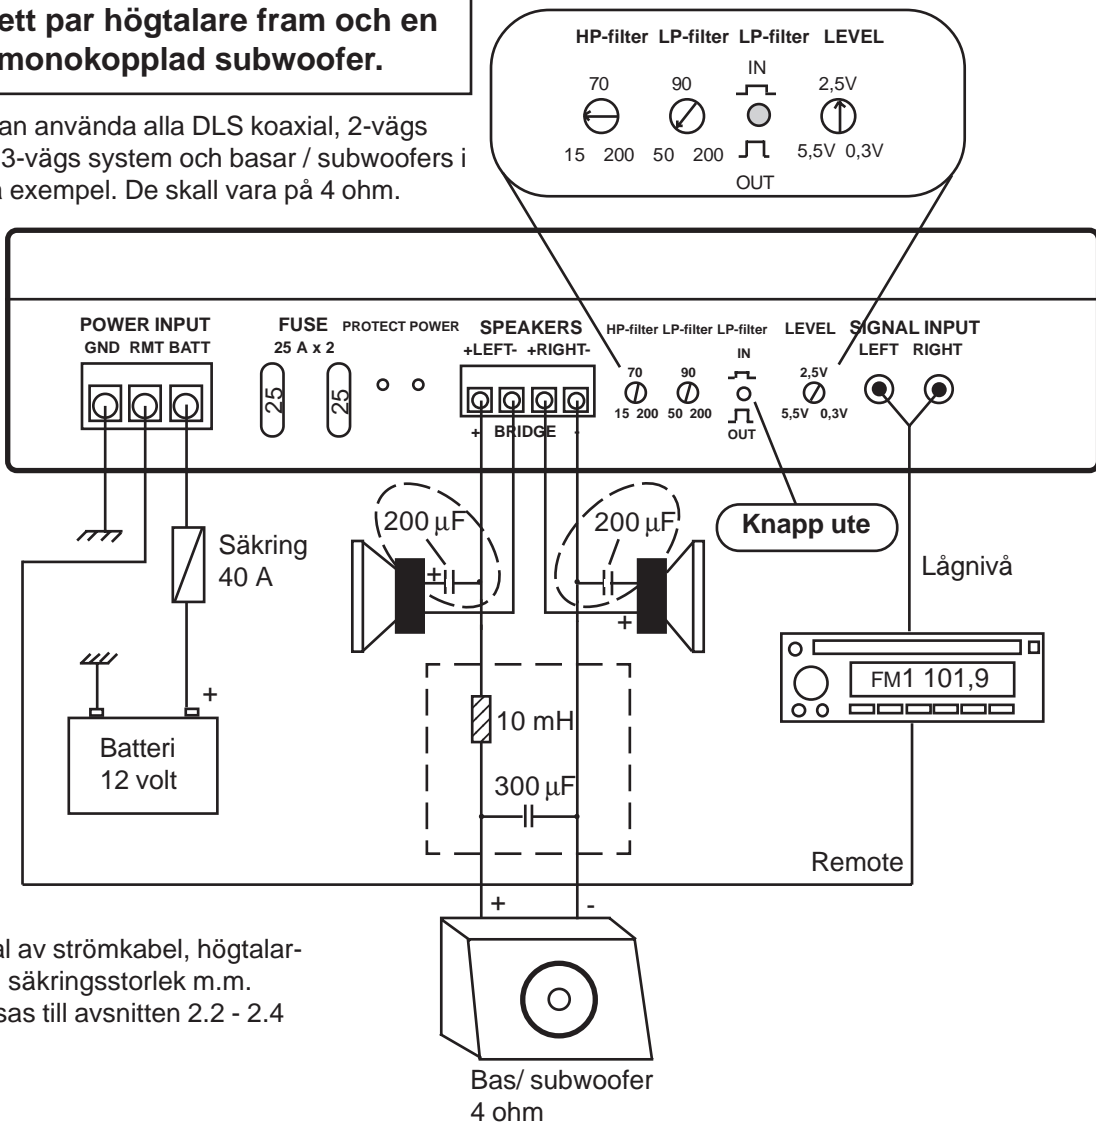 ett par högtalare fram och en
monokopplad subwoofer.
HP-filter LP-filter LP-filter LEVEL
IN
70 90 2,5V
15 200 50 200 5,5V 0,3V
OUT
an använda alla DLS koaxial, 2-vägs
3-vägs system och basar / subwoofers i
a exempel. De skall vara på 4 ohm.
POWER INPUT FUSE PROTECT POWER SPEAKERS HP-filter LP-filter LP-filter LEVEL SIGNAL INPUT
GND RMT BATT 25 A x 2 +LEFT- +RIGHT- IN LEFT RIGHT
70 90 2,5V
25 25
15 200 50 200 5,5V 0,3V
+ BRIDGE -
OUT
200 µF 200 µF
Knapp ute
Säkring
40 A
+
+
Lågnivå
FM1 101,9
+
Batteri
12 volt
10 mH
300 µF
Remote
+ -
al av strömkabel, högtalar-
säkringsstorlek m.m.
sas till avsnitten 2.2 - 2.4
Bas/ subwoofer
4 ohm